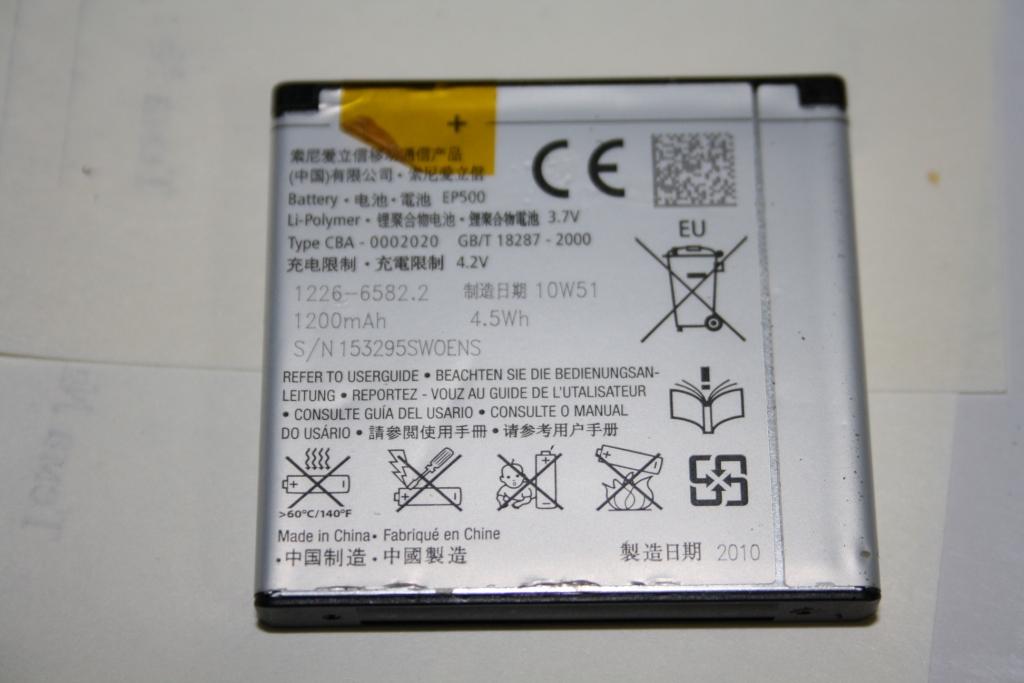 +
索尼爱立信移动通信产品
(中国)有限公司・索尼爱立信
Battery・电池・電池 EP500
Li-Polymer・锂聚合物电池・鋰聚合物電池 3.7V
Type CBA - 0002020 GB/T 18287 - 2000
充电限制・充電限制 4.2V
1226-6582.2 制造日期 10W51
1200mAh 4.5Wh
S/N 153295SWOENS
CE
EU
REFER TO USERGUIDE • BEACHTEN SIE DIE BEDIENUNGSAN-
LEITUNG • REPORTEZ - VOUZ AU GUIDE DE L'UTALISATEUR
• CONSULTE GUÍA DEL USARIO • CONSULTE O MANUAL
DO USÁRIO • 請參閱使用手冊 • 请参考用户手册
>60°C/140°F
Made in China• Fabriqué en Chine
・中国制造・中國製造
製造日期 2010